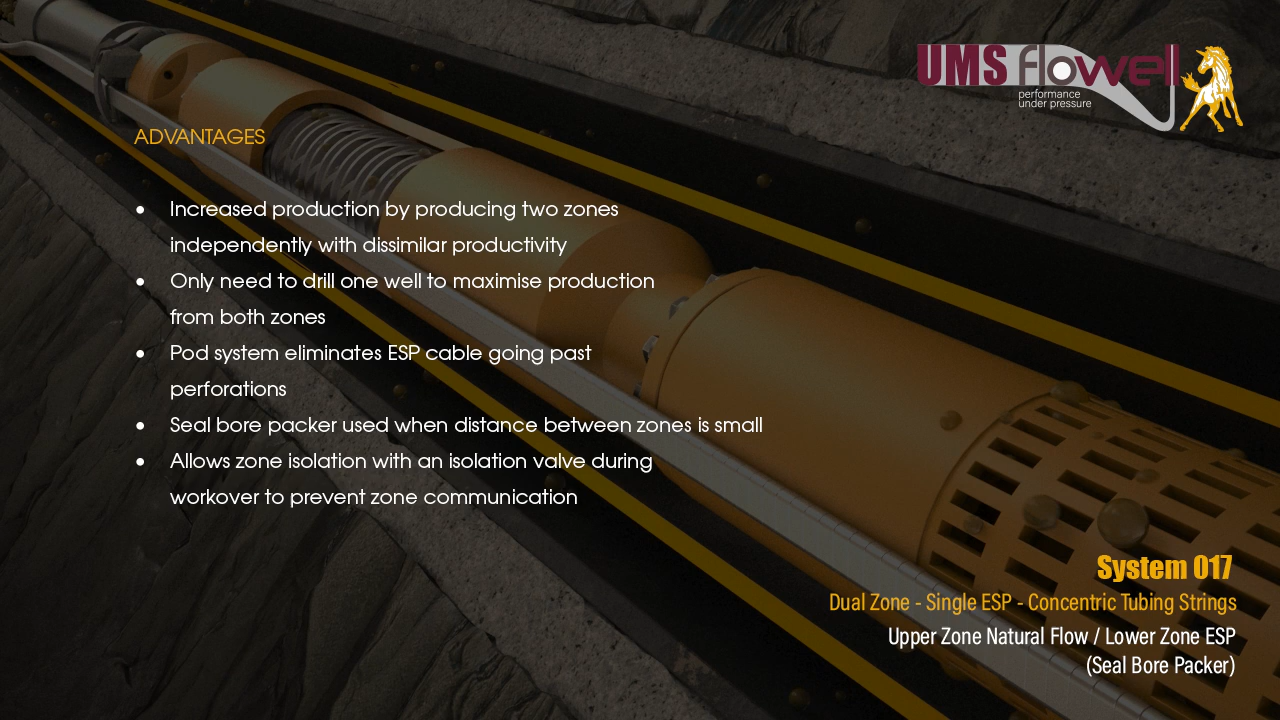 UMS flowell
performance
under pressure
ADVANTAGES
• Increased production by producing two zones
independently with dissimilar productivity
• Only need to drill one well to maximise production
from both zones
• Pod system eliminates ESP cable going past
perforations
• Seal bore packer used when distance between zones is small
• Allows zone isolation with an isolation valve during
workover to prevent zone communication
System 017
Dual Zone - Single ESP - Concentric Tubing Strings
Upper Zone Natural Flow / Lower Zone ESP
(Seal Bore Packer)